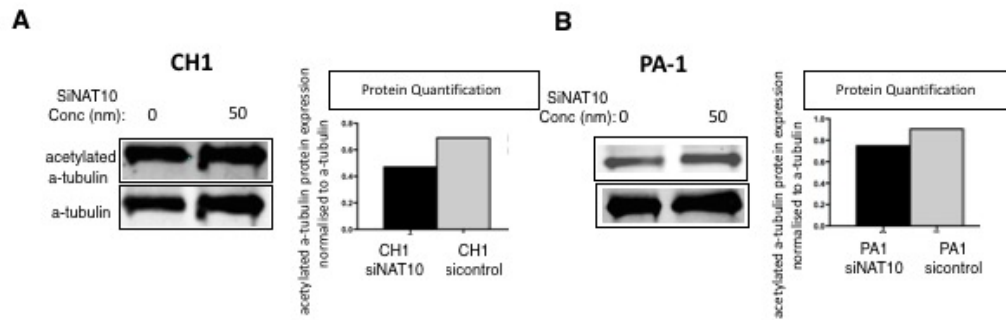 A
CH1
SiNAT10
Conc (nm): 0 50
acetylated
a-tubulin
a-tubulin
acetylated a-tubulin protein expression
normalised to a-tubulin
Protein Quantification
0.8
0.6
0.4
0.2
0.0
CH1
siNAT10
CH1
sicontrol
B
PA-1
SiNAT10
Conc (nm): 0 50
acetylated a-tubulin protein expression
normalised to a-tubulin
Protein Quantification
1.0
0.8
0.6
0.4
0.2
0.0
PA1
siNAT10
PA1
sicontrol